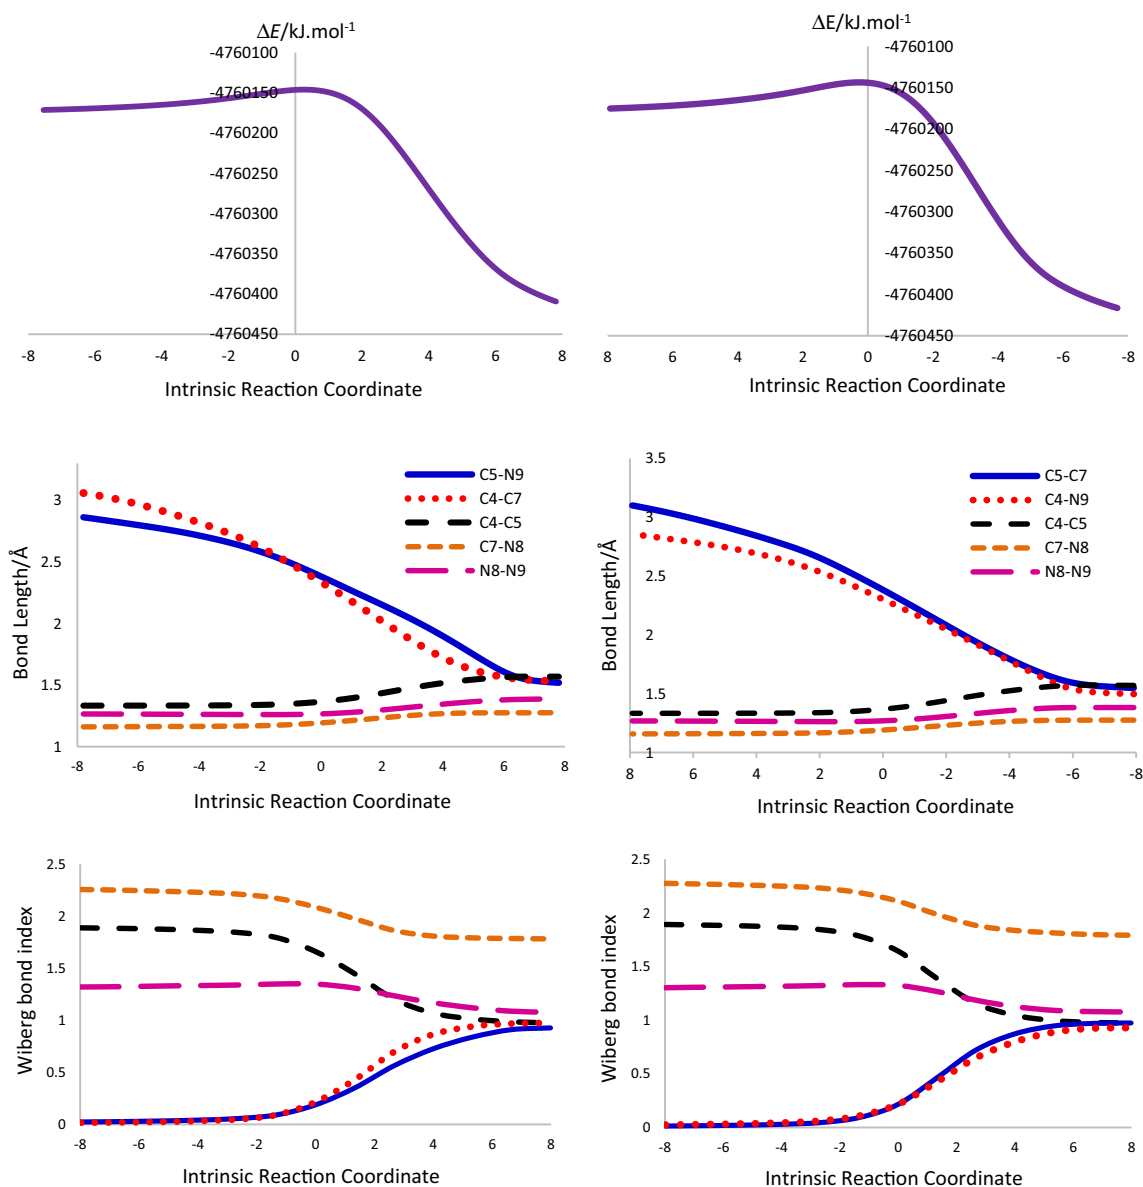 ΔE/kJ.mol-1
-4760100
-4760150
-4760200
-4760250
-4760300
-4760350
-4760400
-4760450
-8 -6 -4 -2 0 2 4 6 8
Intrinsic Reaction Coordinate
ΔE/kJ.mol-1
-4760100
-4760150
-4760200
-4760250
-4760300
-4760350
-4760400
-4760450
8 6 4 2 0 -2 -4 -6 -8
Intrinsic Reaction Coordinate
Bond Length/Å
3
2.5
2
1.5
1
C5-N9
C4-C7
C4-C5
C7-N8
N8-N9
-8 -6 -4 -2 0 2 4 6 8
Intrinsic Reaction Coordinate
Bond Length/Å
3.5
3
2.5
2
1.5
1
C5-C7
C4-N9
C4-C5
C7-N8
N8-N9
8 6 4 2 0 -2 -4 -6 -8
Intrinsic Reaction Coordinate
Wiberg bond index
2.5
2
1.5
1
0.5
0
-8 -6 -4 -2 0 2 4 6 8
Intrinsic Reaction Coordinate
Wiberg bond index
2.5
2
1.5
1
0.5
0
-8 -6 -4 -2 0 2 4 6 8
Intrinsic Reaction Coordinate